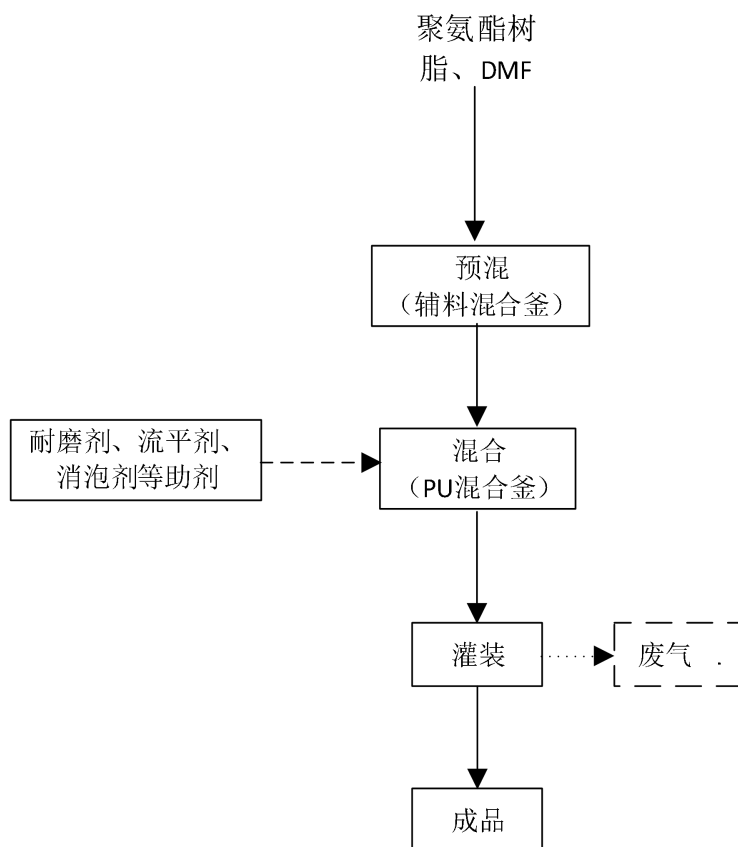 聚氨酯树
脂、DMF
预混
（辅料混合釜）
耐磨剂、流平剂、
消泡剂等助剂
混合
（PU混合釜）
灌装
废气 .
成品